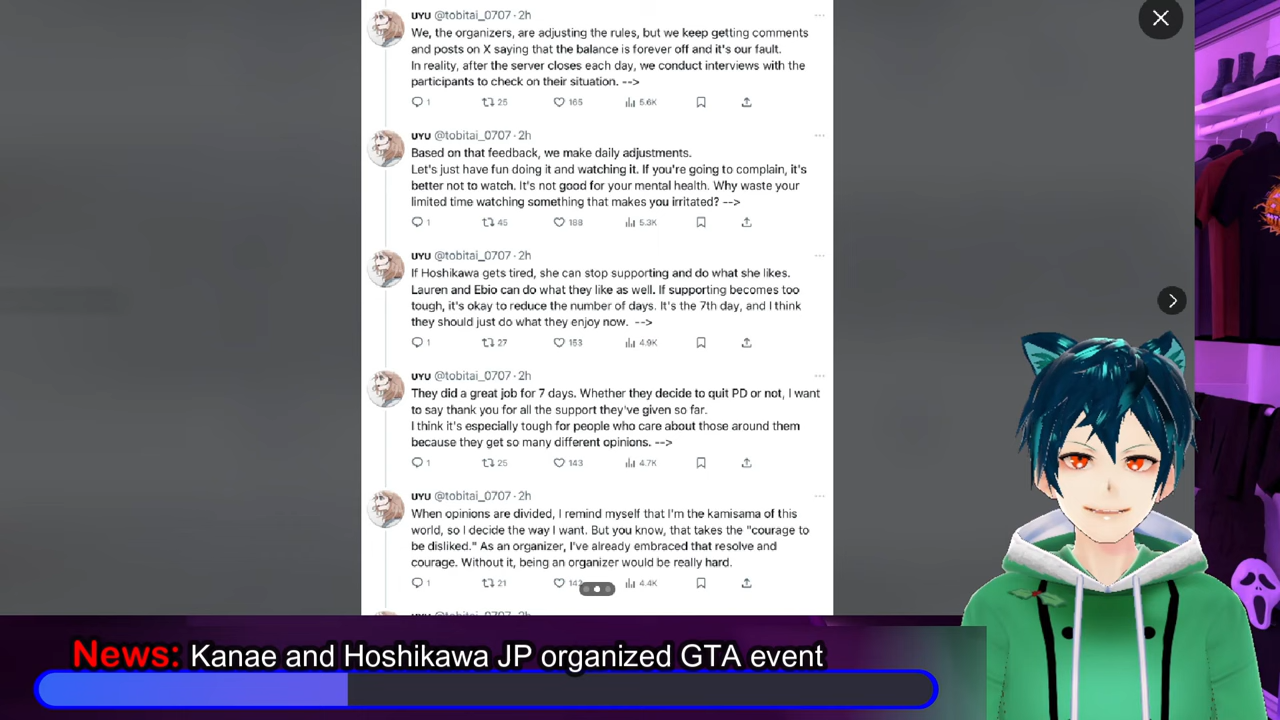 UYU @tobitai_0707 · 2h
We, the organizers, are adjusting the rules, but we keep getting comments
and posts on X saying that the balance is forever off and it's our fault.
In reality, after the server closes each day, we conduct interviews with the
participants to check on their situation. -->
1 25 165 5.6K
UYU @tobitai_0707 · 2h
Based on that feedback, we make daily adjustments.
Let's just have fun doing it and watching it. If you're going to complain, it's
better not to watch. It's not good for your mental health. Why waste your
limited time watching something that makes you irritated? -->
1 45 188 5.3K
UYU @tobitai_0707 · 2h
If Hoshikawa gets tired, she can stop supporting and do what she likes.
Lauren and Ebio can do what they like as well. If supporting becomes too
tough, it's okay to reduce the number of days. It's the 7th day, and I think
they should just do what they enjoy now. -->
1 27 153 4.9K
UYU @tobitai_0707 · 2h
They did a great job for 7 days. Whether they decide to quit PD or not, I want
to say thank you for all the support they've given so far.
I think it's especially tough for people who care about those around them
because they get so many different opinions. -->
1 25 143 4.7K
UYU @tobitai_0707 · 2h
When opinions are divided, I remind myself that I'm the kamisama of this
world, so I decide the way I want. But you know, that takes the "courage to
be disliked." As an organizer, I've already embraced that resolve and
courage. Without it, being an organizer would be really hard.
1 21 4.4K
News: Kanae and Hoshikawa JP organized GTA event